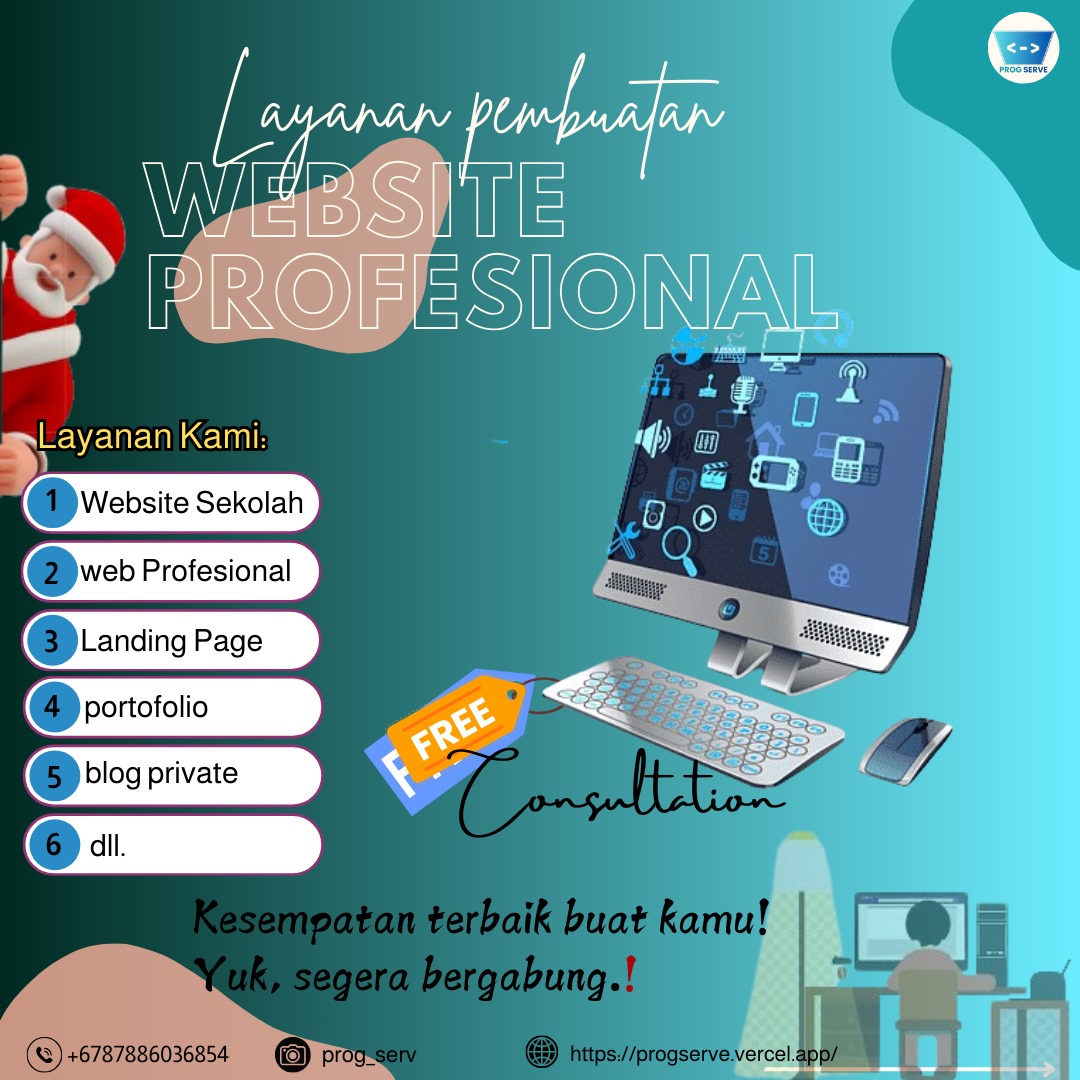 <->
PROG SERVE
Layanan pembuatan
WEBSITE
PROFESIONAL
Layanan Kami:
1 Website Sekolah
2 web Profesional
3 Landing Page
4 portofolio
5 blog private
6 dll.
FREE
Consultation
Kesempatan terbaik buat kamu!
Yuk, segera bergabung.!
+6787886036854 prog_serv https://progserve.vercel.app/